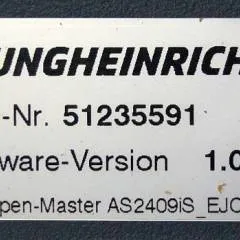 UNGHEINRICH
-Nr. 51235591
ware-Version 1.0
pen-Master AS2409iS_EJC